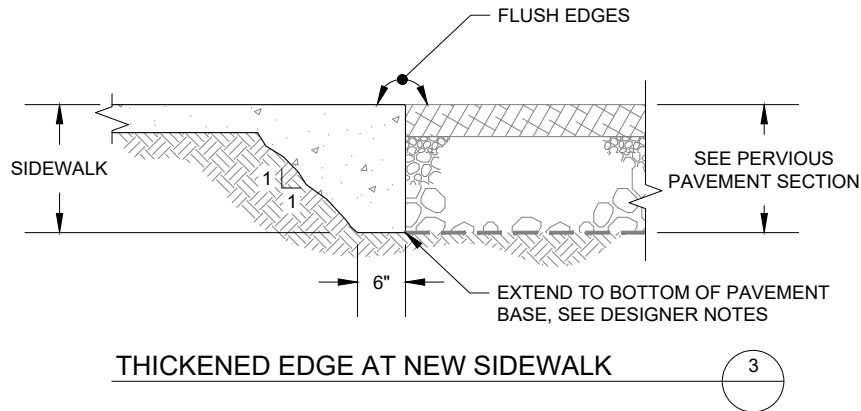 FLUSH EDGES
SIDEWALK
SEE PERVIOUS
PAVEMENT SECTION
1
1
6"
EXTEND TO BOTTOM OF PAVEMENT
BASE, SEE DESIGNER NOTES
THICKENED EDGE AT NEW SIDEWALK
3